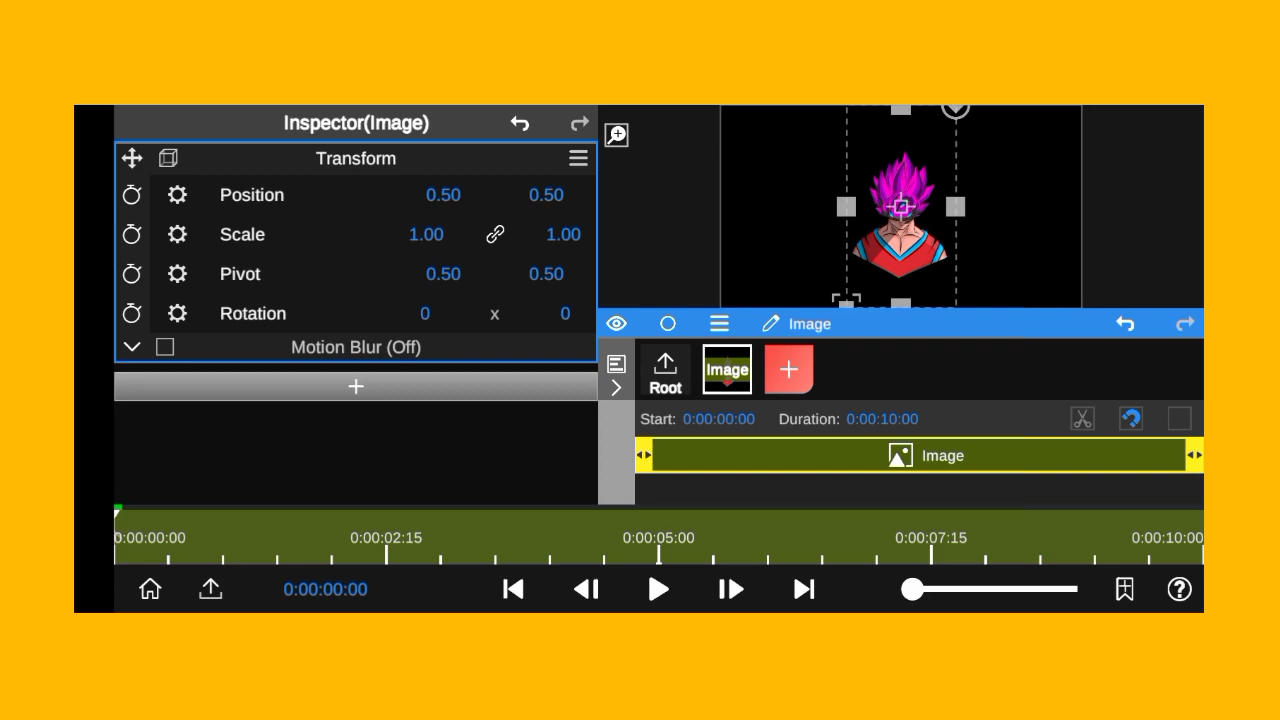 Inspector(Image)
Transform
Position 0.50 0.50
Scale 1.00 1.00
Pivot 0.50 0.50
Rotation 0 x 0
Motion Blur (Off)
Image
Root
Image
Start: 0:00:00:00 Duration: 0:00:10:00
Image
0:00:00:00 0:00:02:15 0:00:05:00 0:00:07:15 0:00:10:00
0:00:00:00